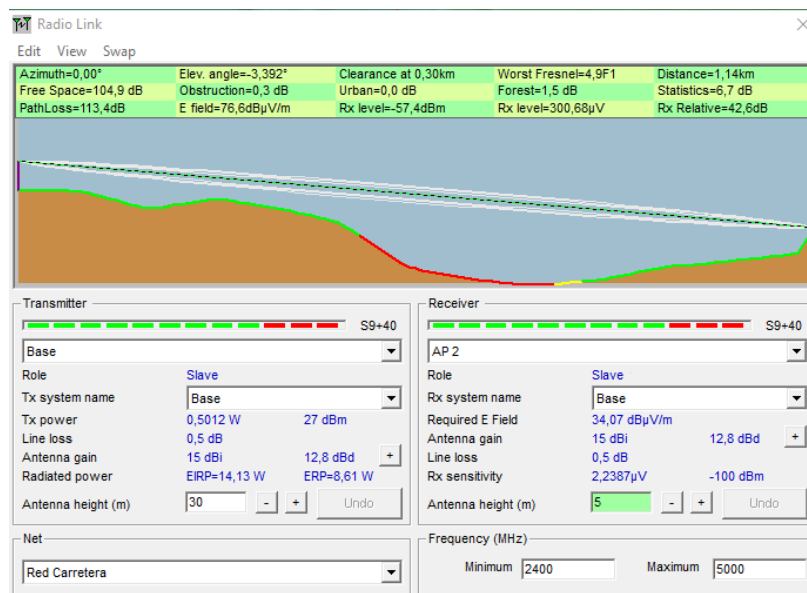 Radio Link
Edit View Swap
Azimuth=0,00° Elev. angle=-3,392° Clearance at 0,30km Worst Fresnel=4,9F1 Distance=1,14km
Free Space=104,9 dB Obstruction=0,3 dB Urban=0,0 dB Forest=1,5 dB Statistics=6,7 dB
PathLoss=113,4dB E field=76,6dBµV/m Rx level=-57,4dBm Rx level=300,68µV Rx Relative=42,6dB
Transmitter
S9+40
Base
Role Slave
Tx system name Base
Tx power 0,5012 W 27 dBm
Line loss 0,5 dB
Antenna gain 15 dBi 12,8 dBd +
Radiated power EIRP=14,13 W ERP=8,61 W
Antenna height (m) 30 - + Undo
Net
Red Carretera
Receiver
S9+40
AP 2
Role Slave
Rx system name Base
Required E Field 34,07 dBµV/m
Antenna gain 15 dBi 12,8 dBd +
Line loss 0,5 dB
Rx sensitivity 2,2387µV -100 dBm
Antenna height (m) 5 - + Undo
Frequency (MHz)
Minimum 2400 Maximum 5000